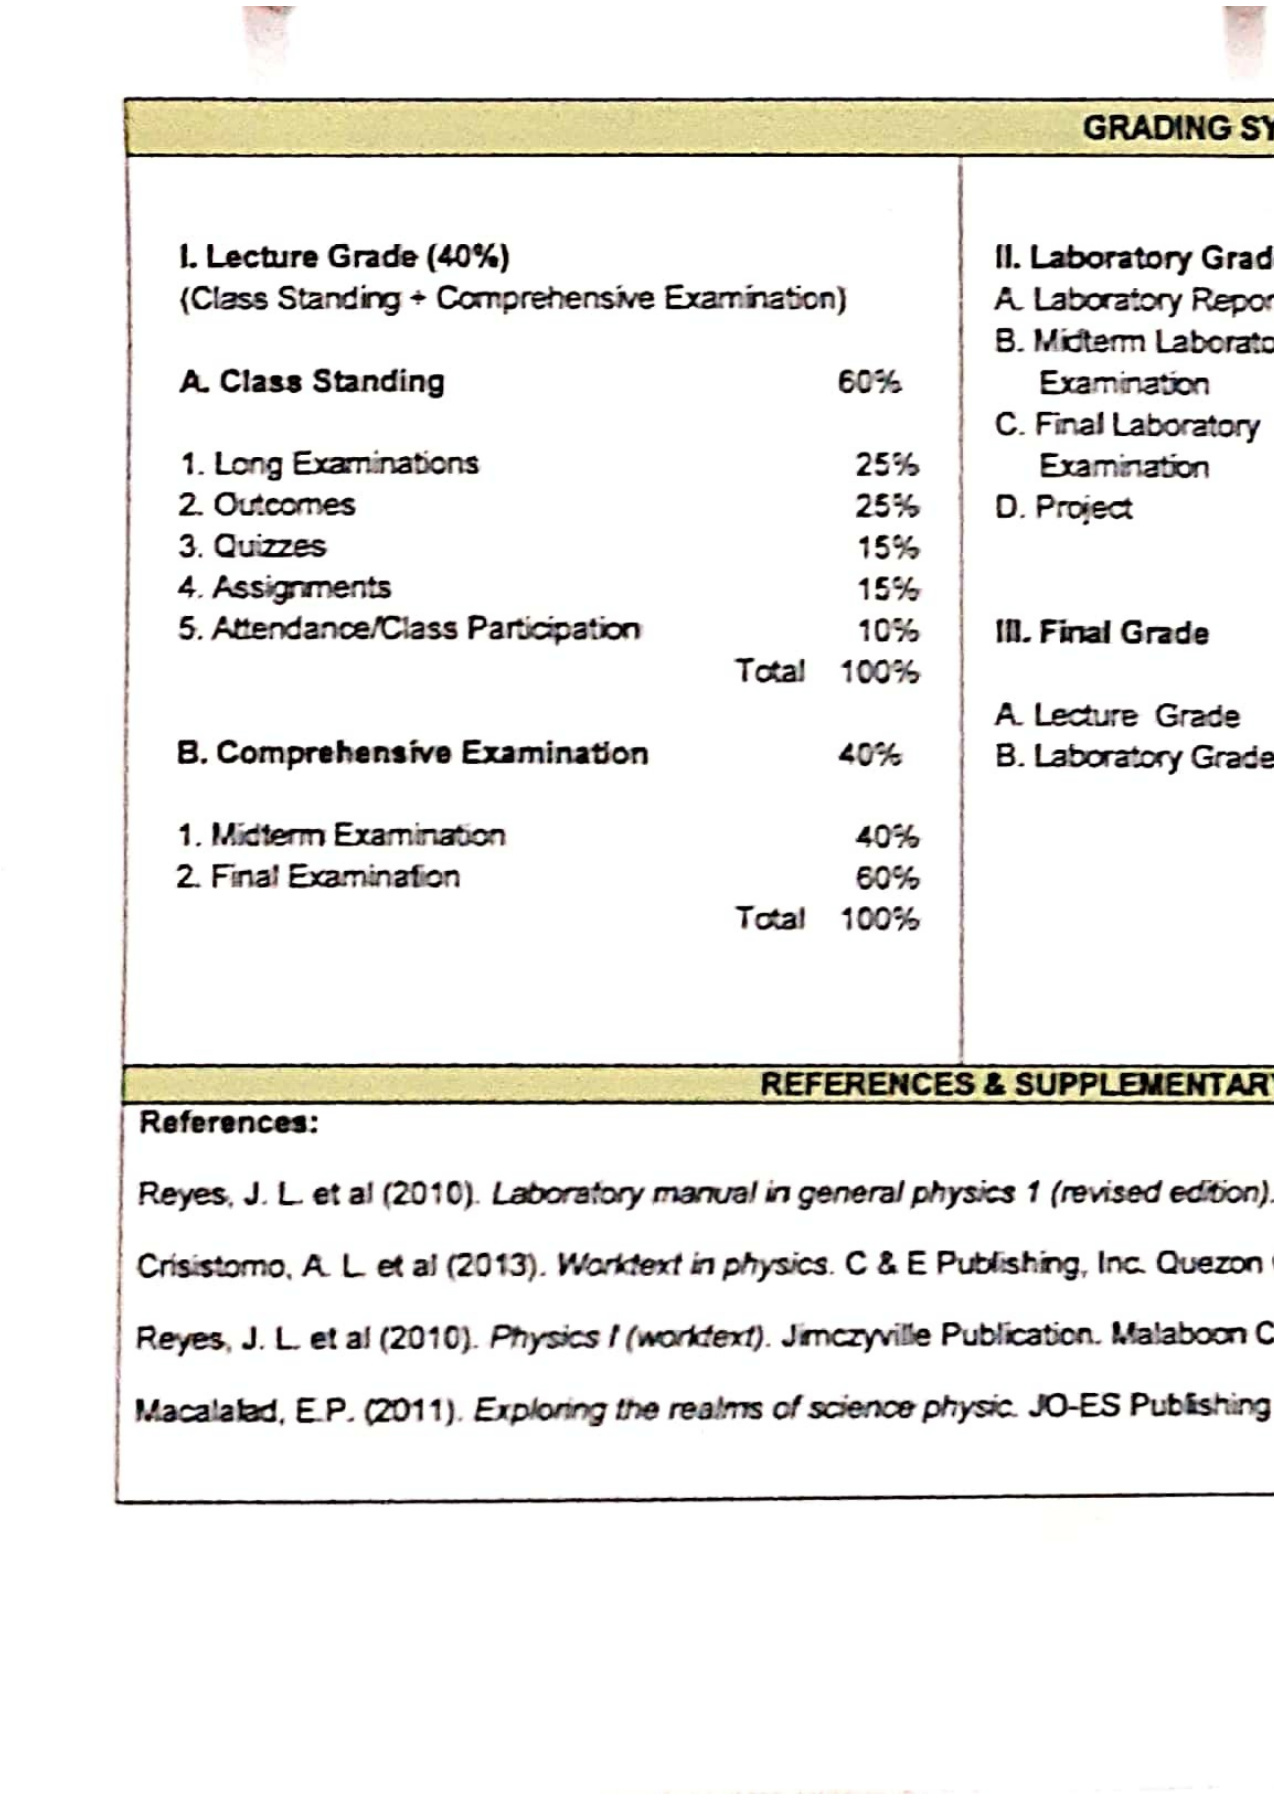 GRADING SY
I. Lecture Grade (40%)
(Class Standing + Comprehensive Examination)
A. Class Standing 60%
1. Long Examinations 25%
2. Outcomes 25%
3. Quizzes 15%
4. Assignments 15%
5. Attendance/Class Participation 10%
Total 100%
B. Comprehensive Examination 40%
1. Midterm Examination 40%
2. Final Examination 60%
Total 100%
II. Laboratory Grad
A. Laboratory Repor
B. Midterm Laborato
Examination
C. Final Laboratory
Examination
D. Project
III. Final Grade
A. Lecture Grade
B. Laboratory Grade
REFERENCES & SUPPLEMENTARY
References:
Reyes, J. L. et al (2010). Laboratory manual in general physics 1 (revised edition).
Crisistomo, A. L. et al (2013). Worktext in physics. C & E Publishing, Inc. Quezon
Reyes, J. L. et al (2010). Physics I (worktext). Jimczyville Publication. Malaboon C
Macalalad, E.P. (2011). Exploring the realms of science physic. JO-ES Publishing